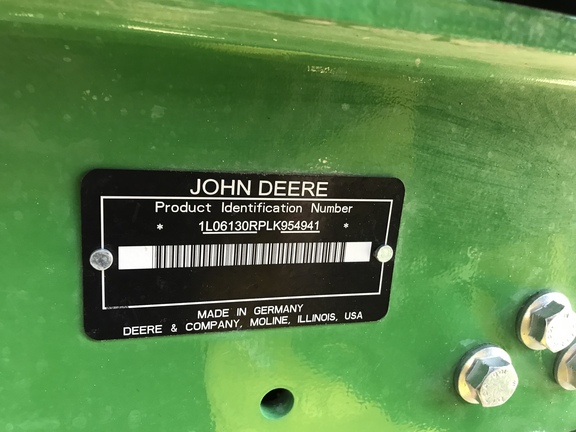 JOHN DEERE
Product Identification Number
* 1L06130RPLK954941 *
MADE IN GERMANY
DEERE & COMPANY, MOLINE, ILLINOIS, USA